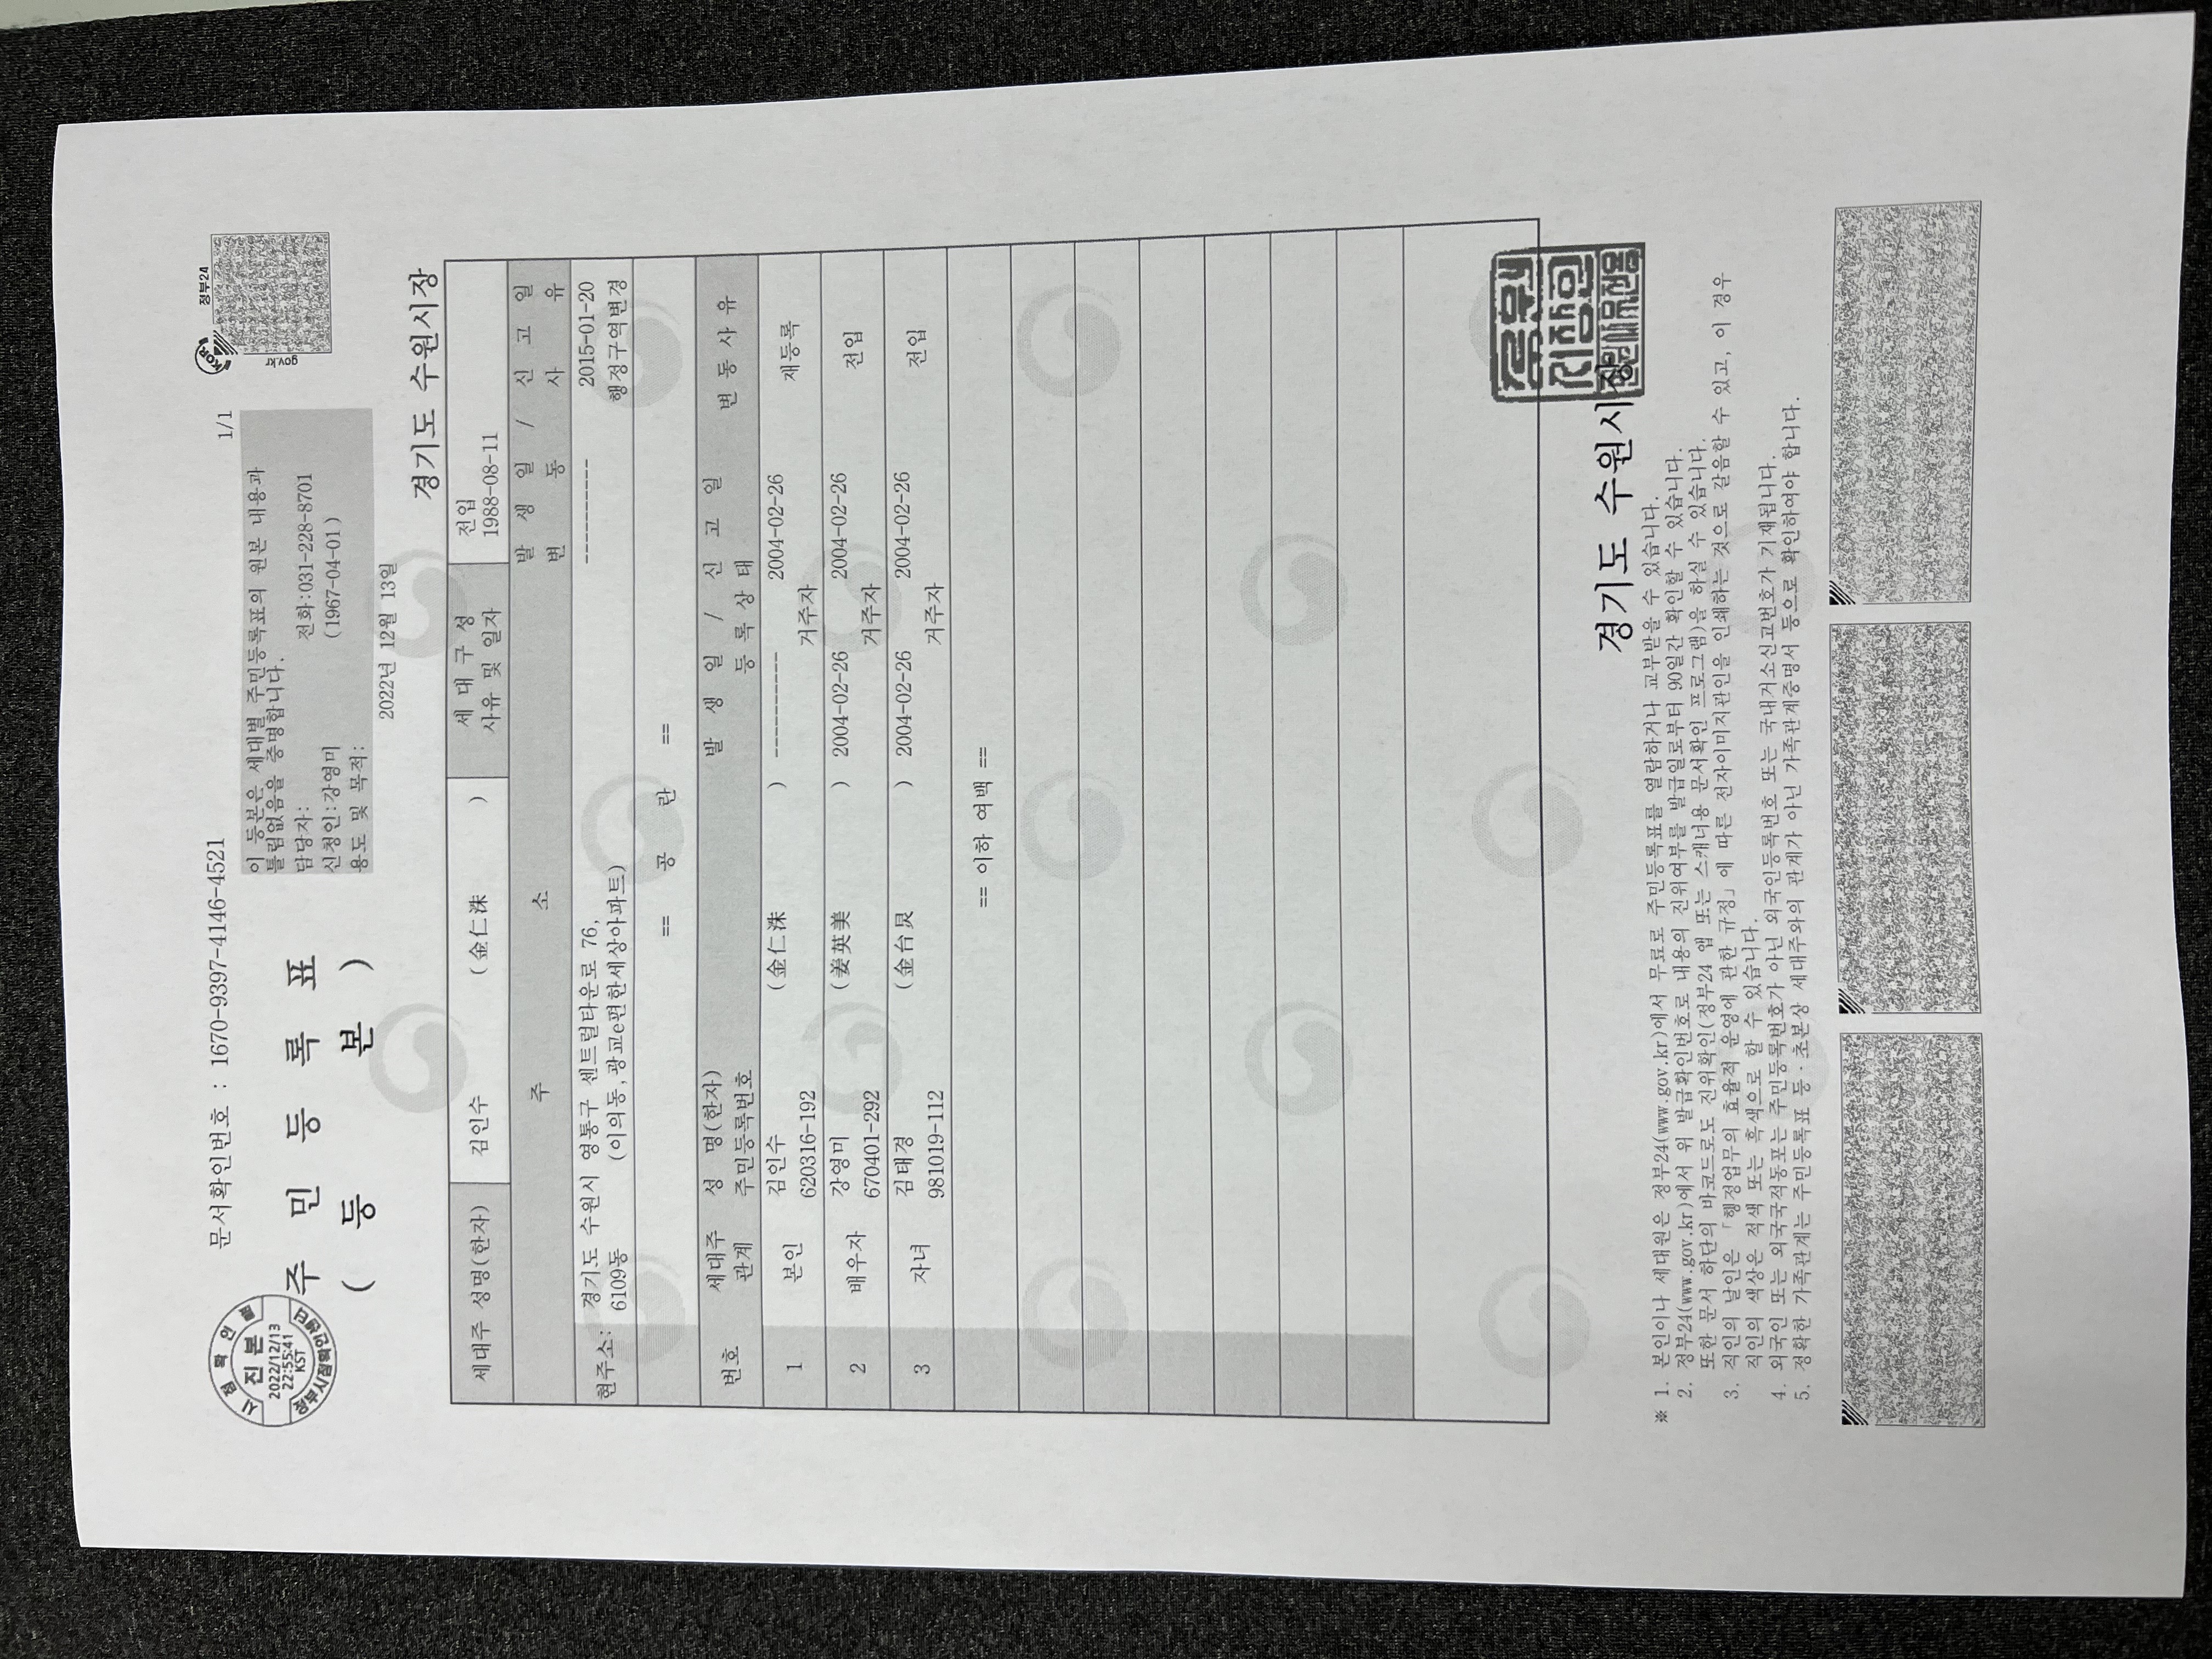 문서확인번호 : 1670-9397-4146-4521
1/1
정부24
KOR
gov.kr
시점확인필
진본
2022/12/13
22:55:41
KST
정부시점확인센터
주 민 등 록 표
( 등 본 )
이 등본은 세대별 주민등록표의 원본 내용과
틀림없음을 증명합니다.
담당자: 전화:031-228-8701
신청인:강영미 (1967-04-01)
용도 및 목적:
2022년 12월 13일
경기도 수원시장
세대주 성명(한자) 김인수 (金仁洙 ) 세 대 구 성 사유 및 일자 전입 1988-08-11
주 소 발 생 일 / 신 고 일
변 동 사 유
현주소: 경기도 수원시 영통구 센트럴타운로 76, ---------- 2015-01-20
6109동 (이의동,광교e편한세상아파트) 행정구역변경
== 공 란 ==
번호 세대주 관계 성 명(한자) 주민등록번호 발 생 일 / 신 고 일 등 록 상 태 변 동 사 유
1 본인 김인수 (金仁洙 ) ---------- 2004-02-26 재등록
620316-192 거주자
2 배우자 강영미 (姜英美 ) 2004-02-26 2004-02-26 전입
670401-292 거주자
3 자녀 김태경 (金台炅 ) 2004-02-26 2004-02-26 전입
981019-112 거주자
== 이하 여백 ==
경기도 수원시장
수원
시장인
민원사무전용
※ 1. 본인이나 세대원은 정부24(www.gov.kr)에서 무료로 주민등록표를 열람하거나 교부받을 수 있습니다.
2. 정부24(www.gov.kr)에서 위 발급확인번호로 내용의 진위여부를 발급일로부터 90일간 확인할 수 있습니다.
또한 문서 하단의 바코드로도 진위확인(정부24 앱 또는 스캐너용 문서확인 프로그램)을 하실 수 있습니다.
3. 직인의 날인은 「행정업무의 효율적 운영에 관한 규정」에 따른 전자이미지관인을 인쇄하는 것으로 갈음할 수 있고, 이 경우
직인의 색상은 적색 또는 흑색으로 할 수 있습니다.
4. 외국인 또는 외국국적동포는 주민등록번호가 아닌 외국인등록번호 또는 국내거소신고번호가 기재됩니다.
5. 정확한 가족관계는 주민등록표 등·초본상 세대주와의 관계가 아닌 가족관계증명서 등으로 확인하여야 합니다.